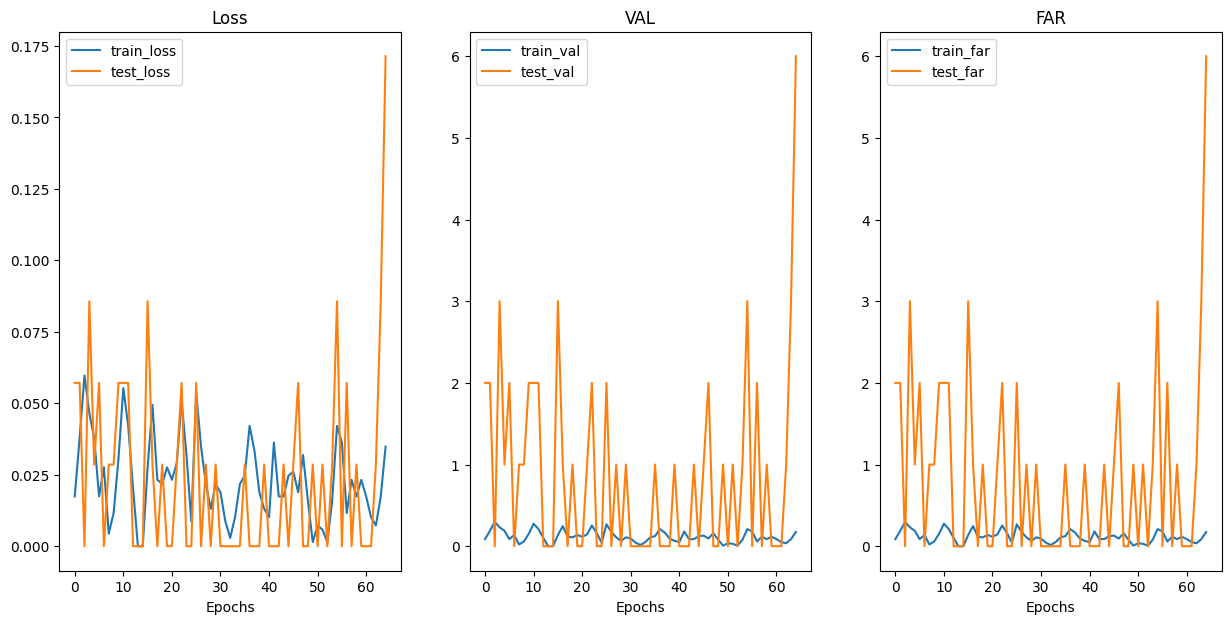 Loss
train_loss
test_loss
0.175
0.150
0.125
0.100
0.075
0.050
0.025
0.000
0 10 20 30 40 50 60
Epochs
VAL
train_val
test_val
6
5
4
3
2
1
0
0 10 20 30 40 50 60
Epochs
FAR
train_far
test_far
6
5
4
3
2
1
0
0 10 20 30 40 50 60
Epochs